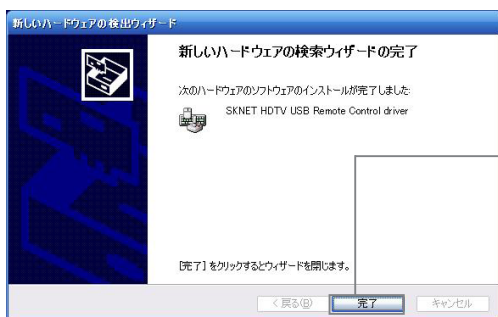 新しいハードウェアの検出ウィザード
新しいハードウェアの検索ウィザードの完了
次のハードウェアのソフトウェアのインストールが完了しました:
SKNET HDTV USB Remote Control driver
[完了] をクリックするとウィザードを閉じます。
< 戻る(B)
完了
キャンセル